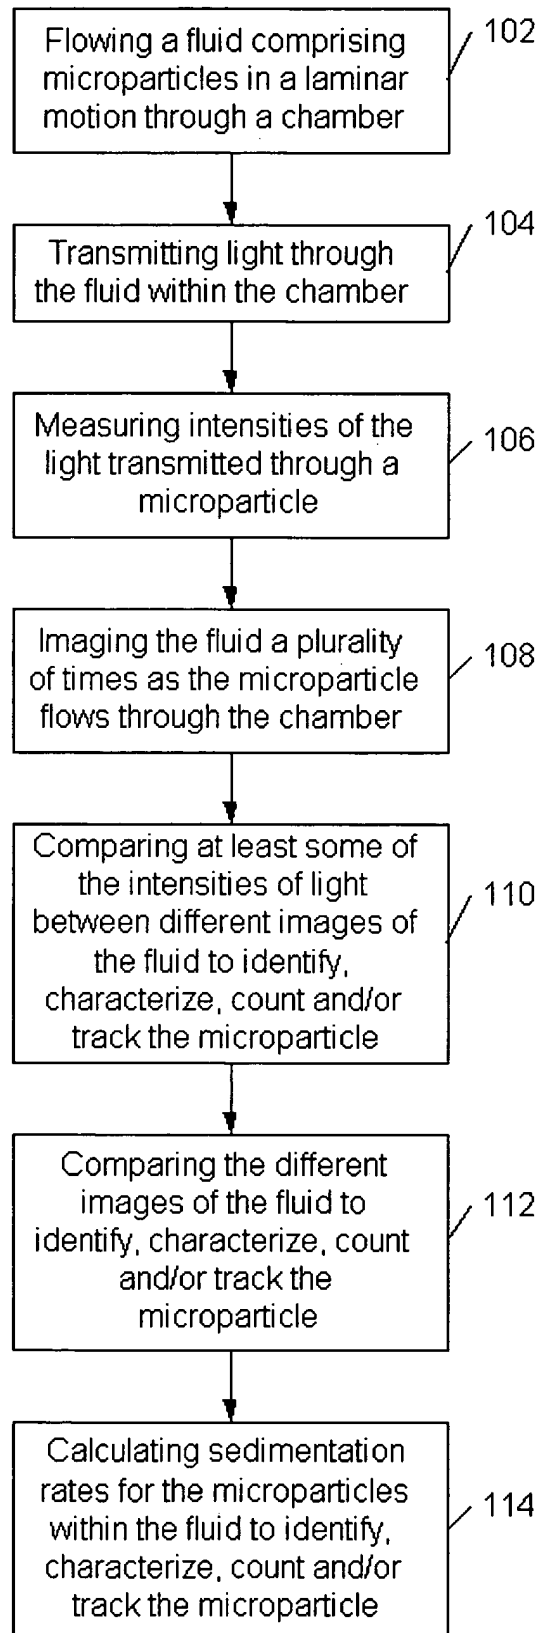 Flowing a fluid comprising
microparticles in a laminar
motion through a chamber
102
Transmitting light through
the fluid within the chamber
104
Measuring intensities of the
light transmitted through a
microparticle
106
Imaging the fluid a plurality
of times as the microparticle
flows through the chamber
108
Comparing at least some of
the intensities of light
between different images of
the fluid to identify,
characterize, count and/or
track the microparticle
110
Comparing the different
images of the fluid to
identify, characterize, count
and/or track the
microparticle
112
Calculating sedimentation
rates for the microparticles
within the fluid to identify,
characterize, count and/or
track the microparticle
114